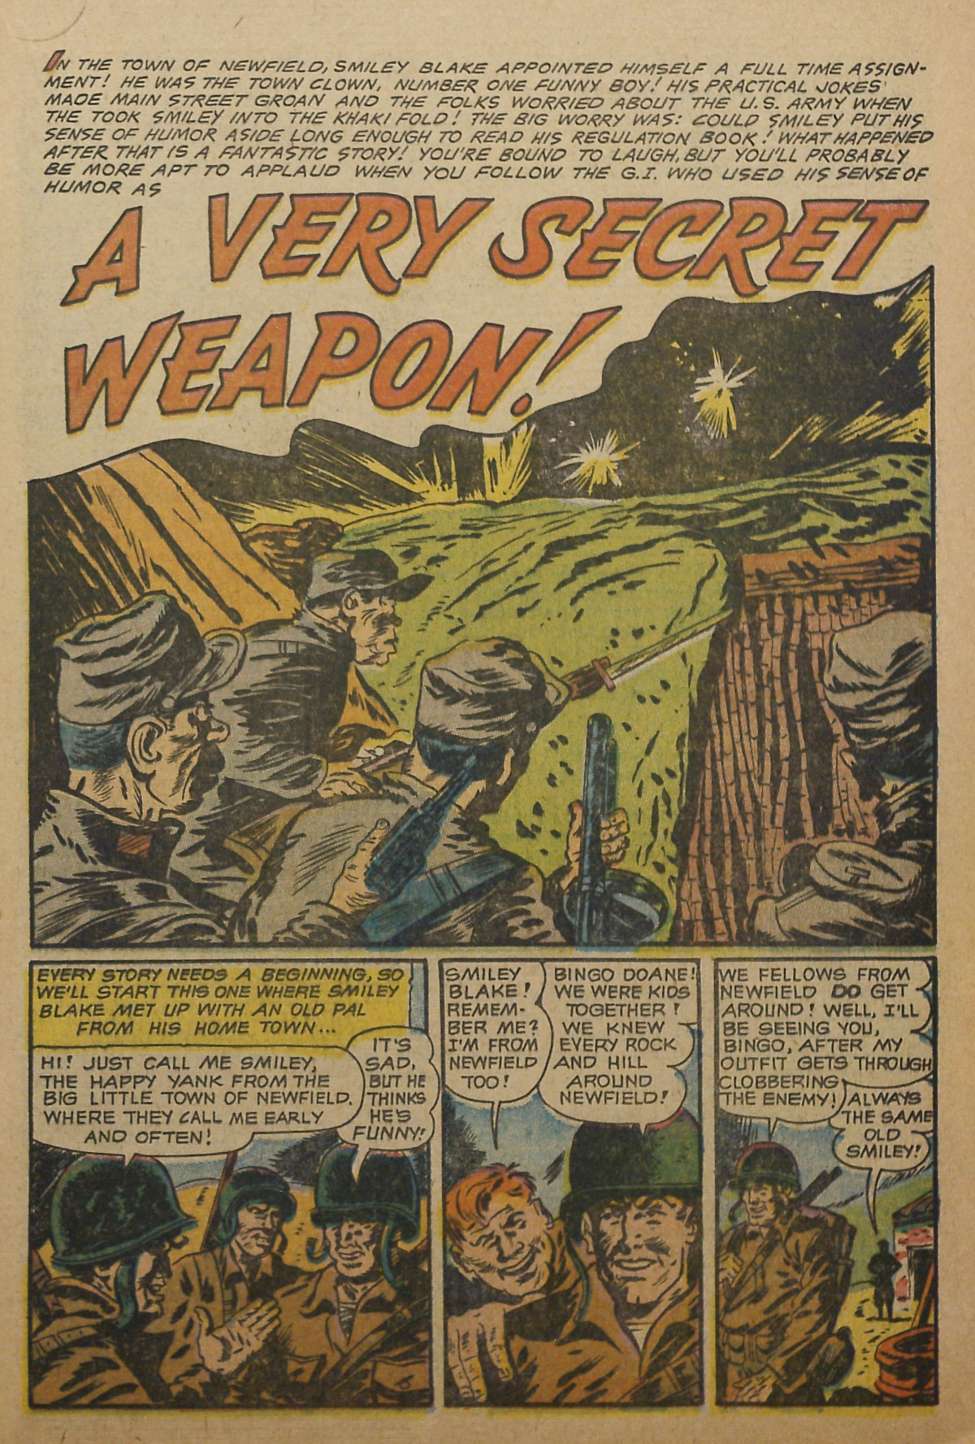 IN THE TOWN OF NEWFIELD, SMILEY BLAKE APPOINTED HIMSELF A FULL TIME ASSIGN-
MENT! HE WAS THE TOWN CLOWN, NUMBER ONE FUNNY BOY! HIS PRACTICAL JOKES
MADE MAIN STREET GROAN AND THE FOLKS WORRIED ABOUT THE U.S. ARMY WHEN
THE TOOK SMILEY INTO THE KHAKI FOLD! THE BIG WORRY WAS: COULD SMILEY PUT HIS
SENSE OF HUMOR ASIDE LONG ENOUGH TO READ HIS REGULATION BOOK! WHAT HAPPENED
AFTER THAT IS A FANTASTIC STORY! YOU'RE BOUND TO LAUGH, BUT YOU'LL PROBABLY
BE MORE APT TO APPLAUD WHEN YOU FOLLOW THE G.I. WHO USED HIS SENSE OF
HUMOR AS
A VERY SECRET
WEAPON!
EVERY STORY NEEDS A BEGINNING, SO
WE'LL START THIS ONE WHERE SMILEY
BLAKE MET UP WITH AN OLD PAL
FROM HIS HOME TOWN...
HI! JUST CALL ME SMILEY,
THE HAPPY YANK FROM THE
BIG LITTLE TOWN OF NEWFIELD.
WHERE THEY CALL ME EARLY
AND OFTEN!
IT'S
SAD,
BUT HE
THINKS
HE'S
FUNNY!
SMILEY
BLAKE!
REMEM-
BER ME?
I'M FROM
NEWFIELD
TOO!
BINGO DOANE!
WE WERE KIDS
TOGETHER!
WE KNEW
EVERY ROCK
AND HILL
AROUND
NEWFIELD!
WE FELLOWS FROM
NEWFIELD DO GET
AROUND! WELL, I'LL
BE SEEING YOU,
BINGO, AFTER MY
OUTFIT GETS THROUGH
CLOBBERING
THE ENEMY!
ALWAYS
THE SAME
OLD
SMILEY!